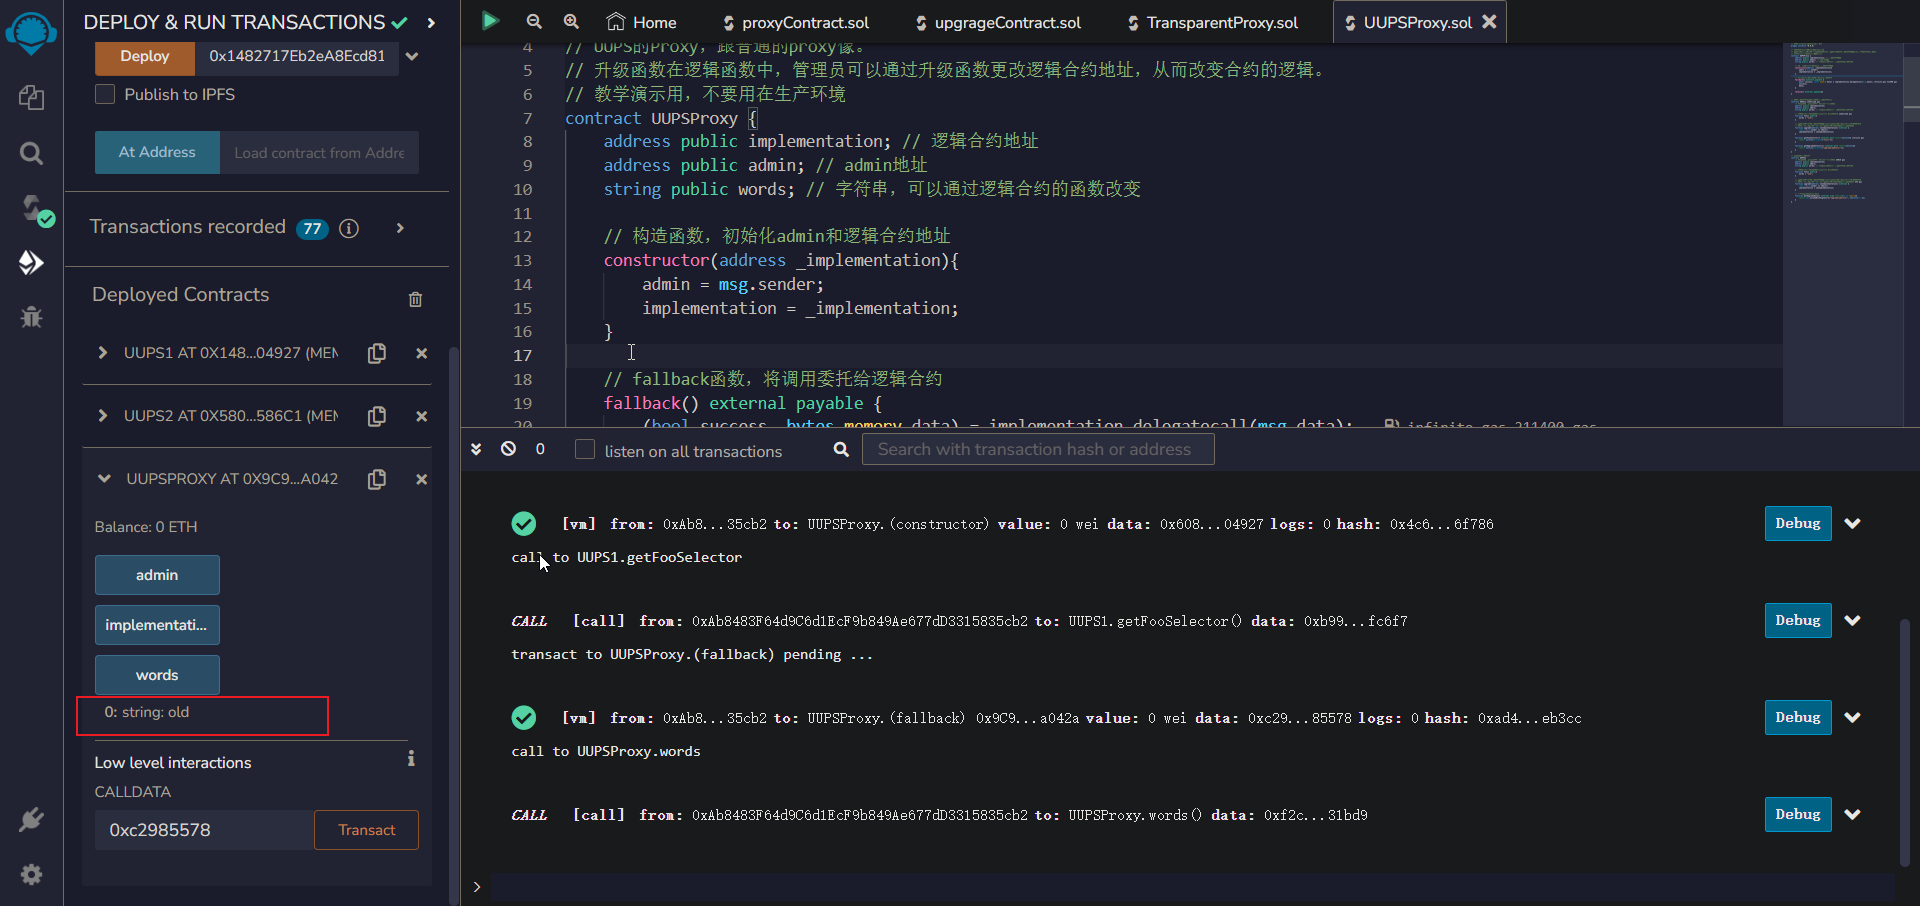 DEPLOY & RUN TRANSACTIONS
Deploy 0x1482717Eb2eA8Ecd81
Publish to IPFS
At Address Load contract from Addre
Transactions recorded 77
Deployed Contracts
UUPS1 AT 0X148...04927 (MEM
UUPS2 AT 0X580...586C1 (MEM
UUPSPROXY AT 0X9C9...A042
Balance: 0 ETH
admin
implementati...
words
0: string: old
Low level interactions
CALLDATA
0xc2985578 Transact
Home proxyContract.sol upgrageContract.sol TransparentProxy.sol UUPSProxy.sol
4 // UUPS的Proxy，跟普通的proxy像。
5 // 升级函数在逻辑函数中，管理员可以通过升级函数更改逻辑合约地址，从而改变合约的逻辑。
6 // 教学演示用，不要用在生产环境
7 contract UUPSProxy {
8 address public implementation; // 逻辑合约地址
9 address public admin; // admin地址
10 string public words; // 字符串，可以通过逻辑合约的函数改变
11
12 // 构造函数，初始化admin和逻辑合约地址
13 constructor(address _implementation){
14 admin = msg.sender;
15 implementation = _implementation;
16 }
17
18 // fallback函数，将调用委托给逻辑合约
19 fallback() external payable {
20 (bool success, bytes memory data) = implementation.delegatecall(msg.data); infinite gas 211400 gas
0 listen on all transactions Search with transaction hash or address
[vm] from: 0xAb8...35cb2 to: UUPSProxy.(constructor) value: 0 wei data: 0x608...04927 logs: 0 hash: 0x4c6...6f786 Debug
call to UUPS1.getFooSelector
CALL [call] from: 0xAb8483F64d9C6d1EcF9b849Ae677dD3315835cb2 to: UUPS1.getFooSelector() data: 0xb99...fc6f7 Debug
transact to UUPSProxy.(fallback) pending ...
[vm] from: 0xAb8...35cb2 to: UUPSProxy.(fallback) 0x9C9...a042a value: 0 wei data: 0xc29...85578 logs: 0 hash: 0xad4...eb3cc Debug
call to UUPSProxy.words
CALL [call] from: 0xAb8483F64d9C6d1EcF9b849Ae677dD3315835cb2 to: UUPSProxy.words() data: 0xf2c...31bd9 Debug
>